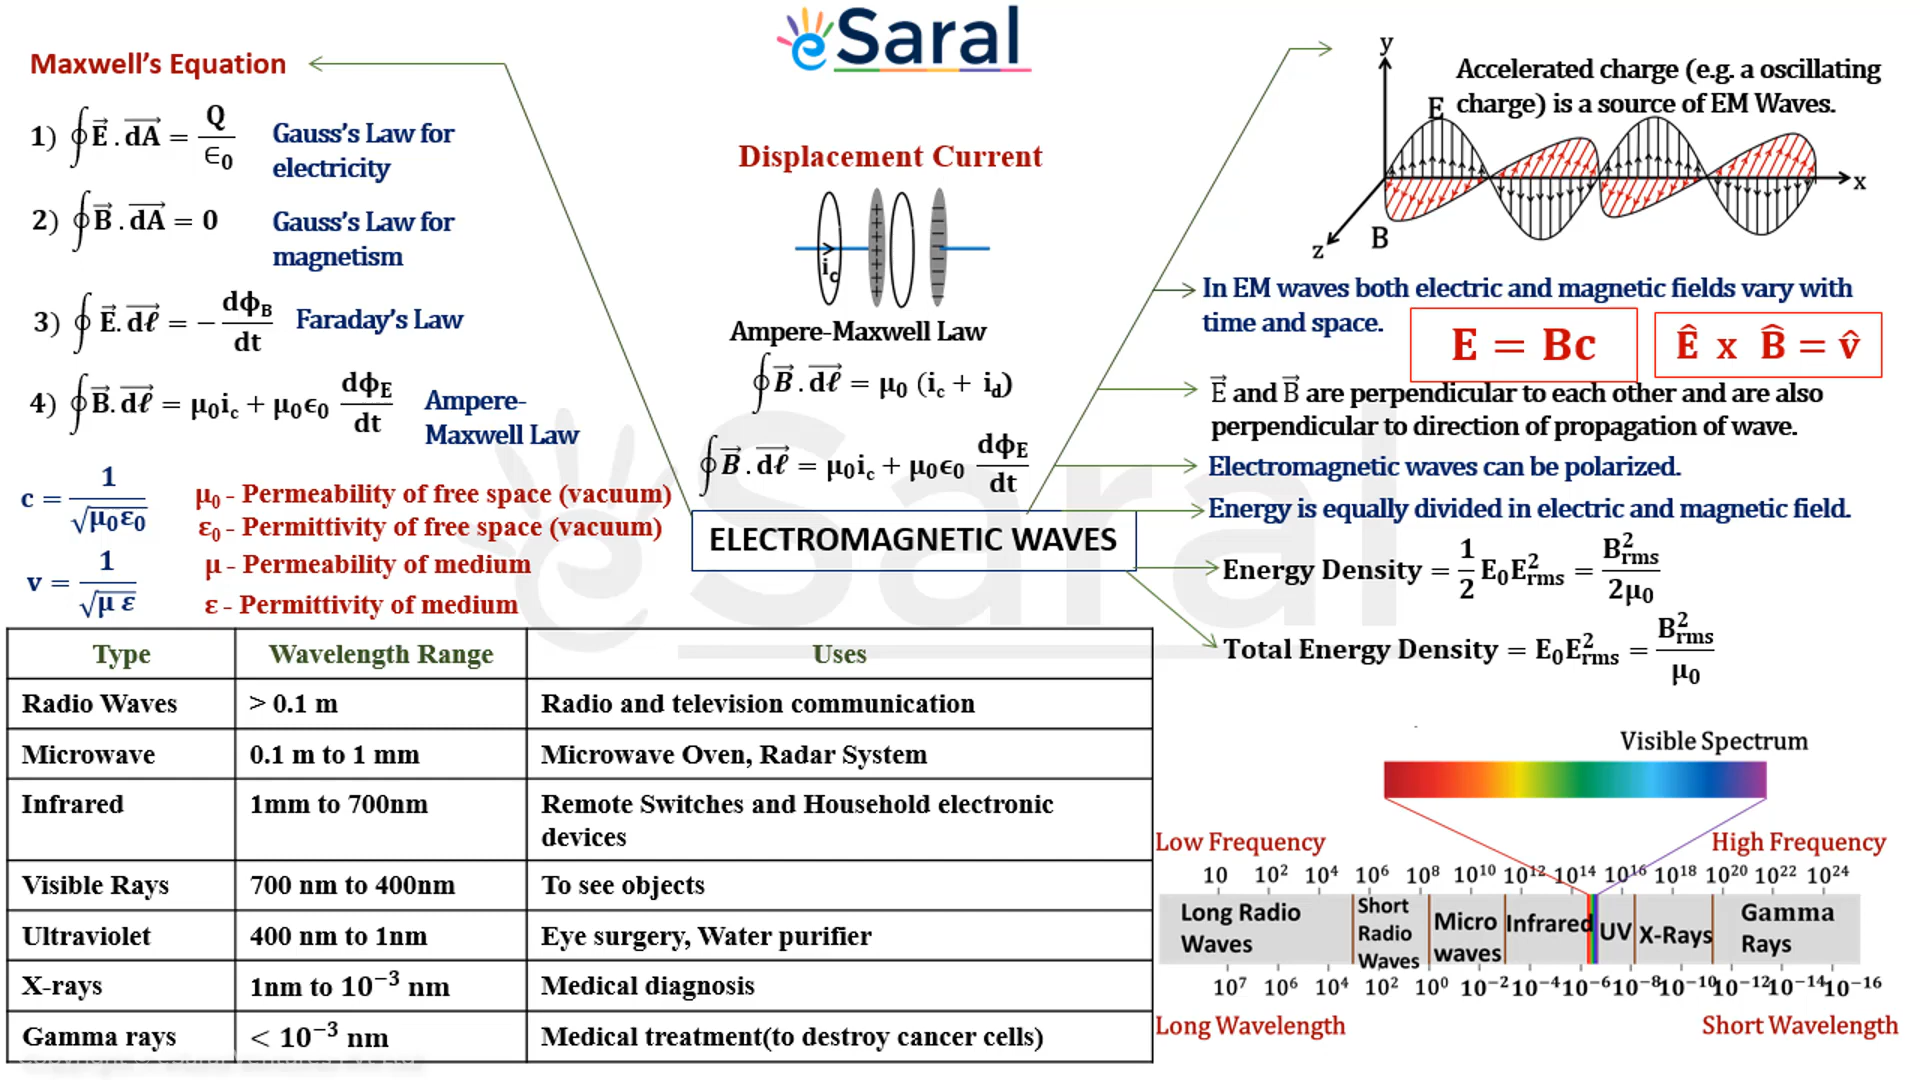 eSaral
Maxwell's Equation
1) ∮E⃗ . dA⃗ = Q/∈₀ Gauss's Law for
electricity
2) ∮B⃗ . dA⃗ = 0 Gauss's Law for
magnetism
3) ∮ E⃗. dℓ⃗ = − dϕ_B/dt Faraday's Law
4) ∮B⃗. dℓ⃗ = μ₀i_c + μ₀ϵ₀ dϕ_E/dt Ampere-
Maxwell Law
c = 1/√μ₀ε₀
v = 1/√μ ε
μ₀ - Permeability of free space (vacuum)
ε₀ - Permittivity of free space (vacuum)
μ - Permeability of medium
ε - Permittivity of medium
Displacement Current
+ + + + + + +
− − − − − − −
i_c
Ampere-Maxwell Law
∮B⃗ . dℓ⃗ = μ₀ (i_c + i_d)
∮B⃗ . dℓ⃗ = μ₀i_c + μ₀ϵ₀ dϕ_E/dt
ELECTROMAGNETIC WAVES
y
Accelerated charge (e.g. a oscillating
charge) is a source of EM Waves.
E
x
B
z
In EM waves both electric and magnetic fields vary with
time and space.
E = Bc
Ê x B̂ = v̂
E⃗ and B⃗ are perpendicular to each other and are also
perpendicular to direction of propagation of wave.
Electromagnetic waves can be polarized.
Energy is equally divided in electric and magnetic field.
Energy Density = 1/2 E₀E²rms = B²rms/2μ₀
Total Energy Density = E₀E²rms = B²rms/μ₀
Type Wavelength Range Uses
Radio Waves > 0.1 m Radio and television communication
Microwave 0.1 m to 1 mm Microwave Oven, Radar System
Infrared 1mm to 700nm Remote Switches and Household electronic
devices
Visible Rays 700 nm to 400nm To see objects
Ultraviolet 400 nm to 1nm Eye surgery, Water purifier
X-rays 1nm to 10⁻³ nm Medical diagnosis
Gamma rays < 10⁻³ nm Medical treatment(to destroy cancer cells)
Visible Spectrum
Low Frequency High Frequency
10 10² 10⁴ 10⁶ 10⁸ 10¹⁰ 10¹² 10¹⁴ 10¹⁶ 10¹⁸ 10²⁰ 10²² 10²⁴
Long Radio
Waves
Short
Radio
Waves
Micro
waves
Infrared
UV
X-Rays
Gamma
Rays
10⁷ 10⁶ 10⁴ 10² 10⁰ 10⁻² 10⁻⁴ 10⁻⁶ 10⁻⁸ 10⁻¹⁰ 10⁻¹² 10⁻¹⁴ 10⁻¹⁶
Long Wavelength Short Wavelength
eSaral